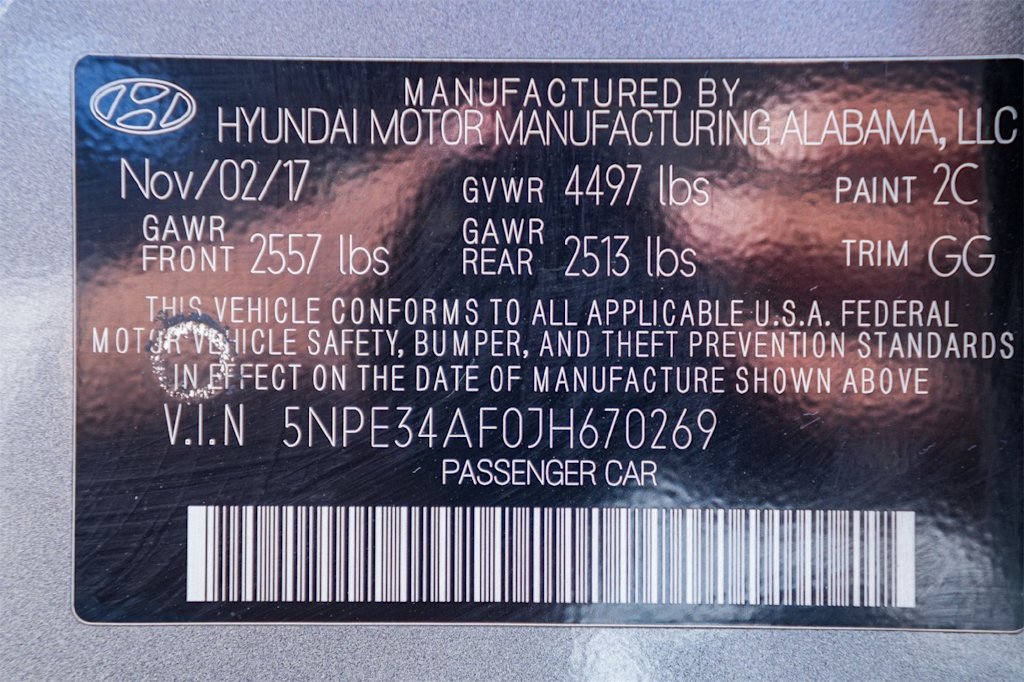 MANUFACTURED BY
HYUNDAI MOTOR MANUFACTURING ALABAMA, LLC
Nov/02/17 GVWR 4497 lbs PAINT 2C
GAWR FRONT 2557 lbs GAWR REAR 2513 lbs TRIM GG
THIS VEHICLE CONFORMS TO ALL APPLICABLE U.S.A. FEDERAL
MOTOR VEHICLE SAFETY, BUMPER, AND THEFT PREVENTION STANDARDS
IN EFFECT ON THE DATE OF MANUFACTURE SHOWN ABOVE
V.I.N 5NPE34AF0JH670269
PASSENGER CAR